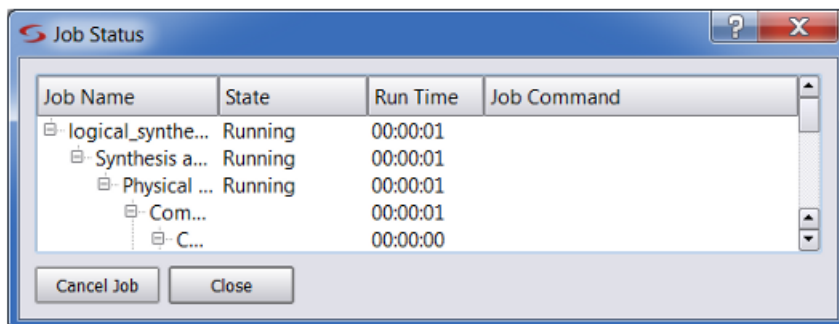 Job Status
Job Name State Run Time Job Command
logical_synthe... Running 00:00:01
Synthesis a... Running 00:00:01
Physical ... Running 00:00:01
Com... 00:00:01
C... 00:00:00
Cancel Job Close